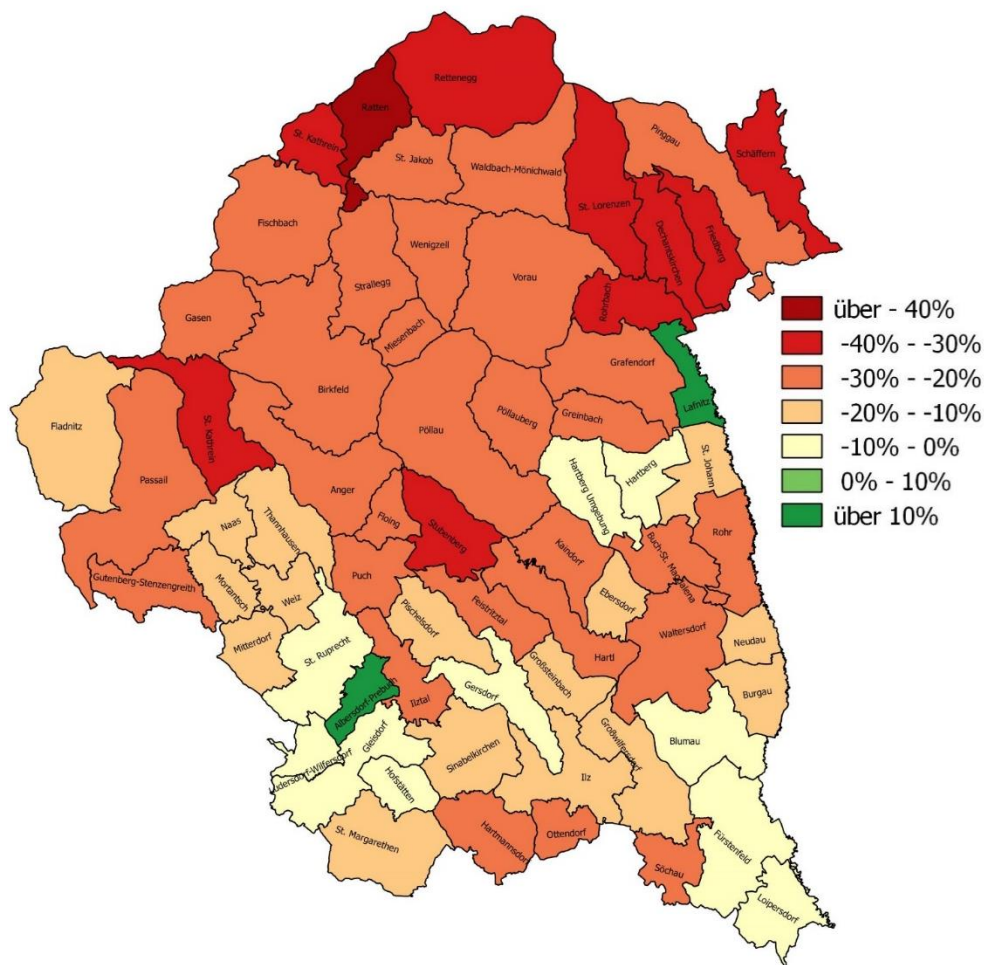 Rettenegg
Ratten
St. Kathrein
St. Jakob
Waldbach-Mönichwald
Pinggau
Schäffern
St. Lorenzen
Dechantskirchen
Friedberg
Fischbach
Strallegg
Wenigzell
Vorau
Rohrbach
Gasen
Miesenbach
Birkfeld
Grafendorf
Lafnitz
Fladnitz
Passail
St. Kathrein
Pöllau
Pöllauberg
Greinbach
Hartberg Umgebung
Hartberg
St. Johann
Anger
Floing
Stubenberg
Naas
Thannhausen
Kaindorf
Buch-St. Magdalena
Rohr
Gutenberg-Stenzengreith
Mortantsch
Weiz
Puch
Pischelsdorf
Feistritztal
Ebersdorf
Waltersdorf
Neudau
Mitterdorf
St. Ruprecht
Hartl
Großsteinbach
Gersdorf
Burgau
Albersdorf-Prebuch
Ilztal
Gleisdorf
Sinabelkirchen
Großwilfersdorf
Blumau
Ludersdorf-Wilfersdorf
Hofstätten
Ilz
St. Margarethen
Hartmannsdorf
Ottendorf
Söchau
Fürstenfeld
Loipersdorf
über - 40%
-40% - -30%
-30% - -20%
-20% - -10%
-10% - 0%
0% - 10%
über 10%